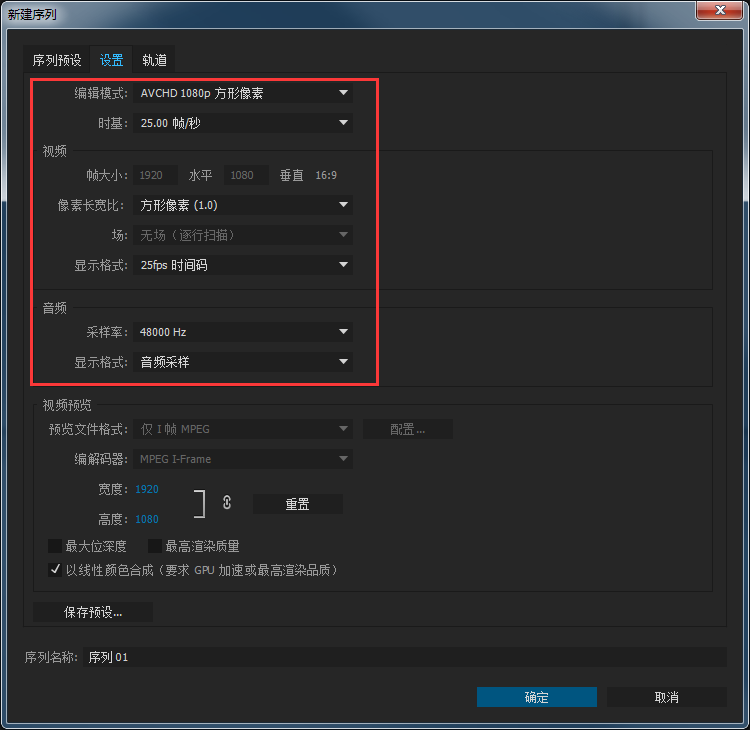 新建序列
序列预设 设置 轨道
编辑模式: AVCHD 1080p 方形像素
时基: 25.00 帧/秒
视频
帧大小: 1920 水平 1080 垂直 16:9
像素长宽比: 方形像素 (1.0)
场: 无场（逐行扫描）
显示格式: 25fps 时间码
音频
采样率: 48000 Hz
显示格式: 音频采样
视频预览
预览文件格式: 仅 I 帧 MPEG 配置...
编解码器: MPEG I-Frame
宽度: 1920
高度: 1080
重置
最大位深度 最高渲染质量
以线性颜色合成（要求 GPU 加速或最高渲染品质）
保存预设...
序列名称: 序列 01
确定 取消